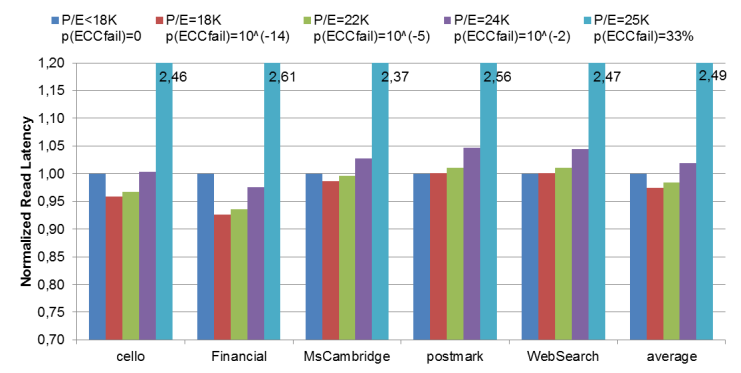 P/E<18K P/E=18K P/E=22K P/E=24K P/E=25K
p(ECCfail)=0 p(ECCfail)=10^(-14) p(ECCfail)=10^(-5) p(ECCfail)=10^(-2) p(ECCfail)=33%
1,20
2,46 2,61 2,37 2,56 2,47 2,49
1,15
1,10
1,05
1,00
0,95
0,90
0,85
0,80
0,75
0,70
Normalized Read Latency
cello Financial MsCambridge postmark WebSearch average